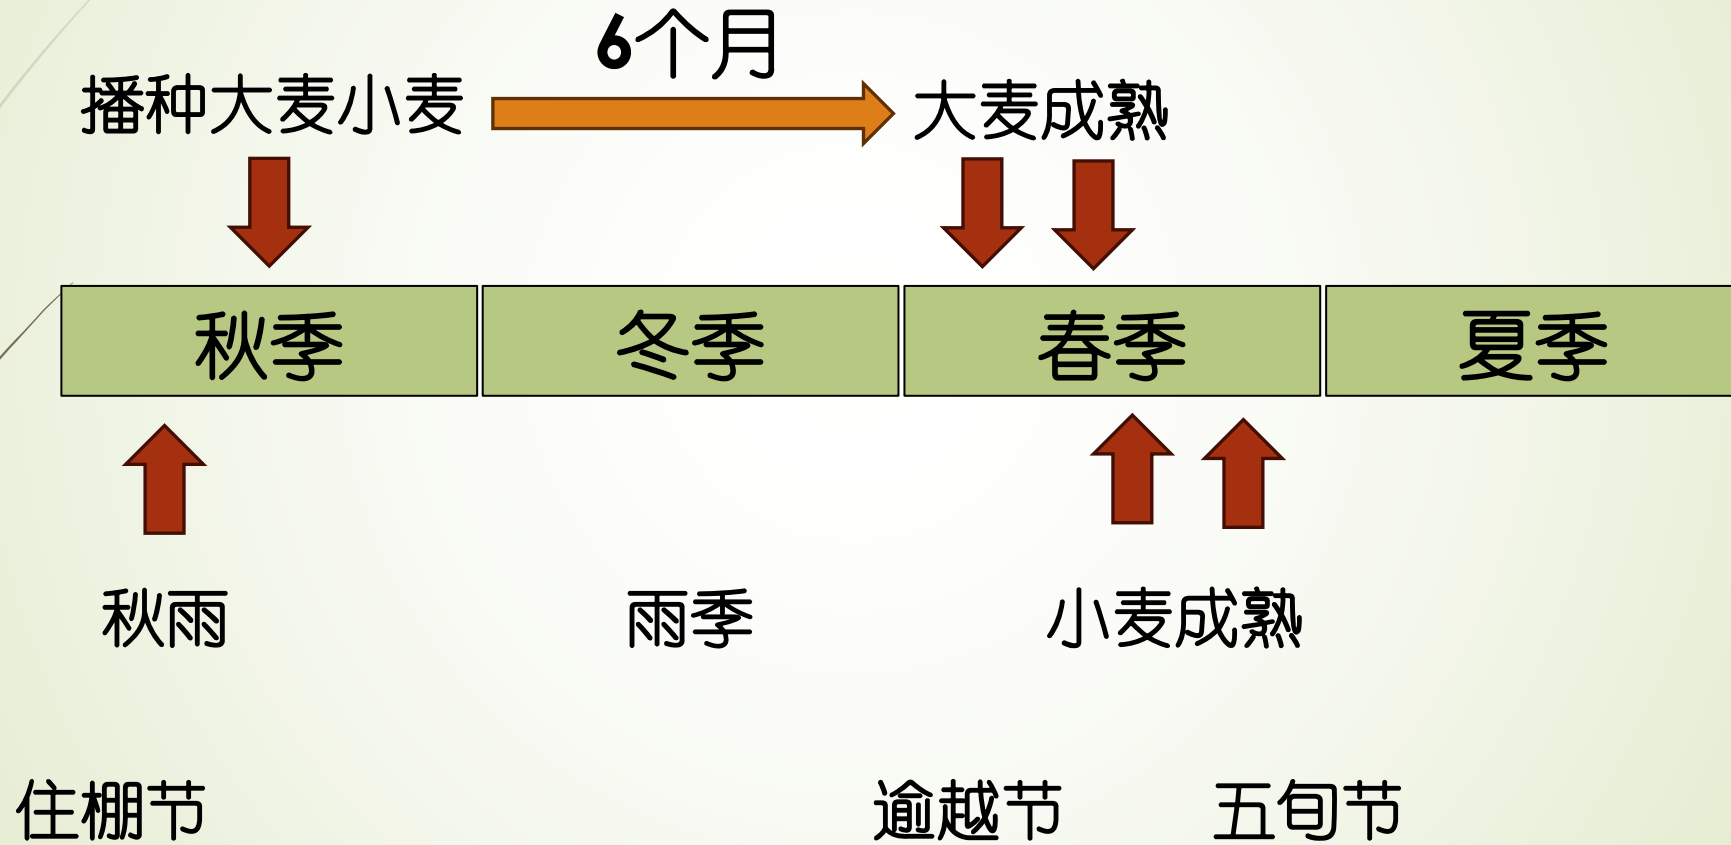 6个月
播种大麦小麦 大麦成熟
秋季 冬季 春季 夏季
秋雨 雨季 小麦成熟
住棚节 逾越节 五旬节